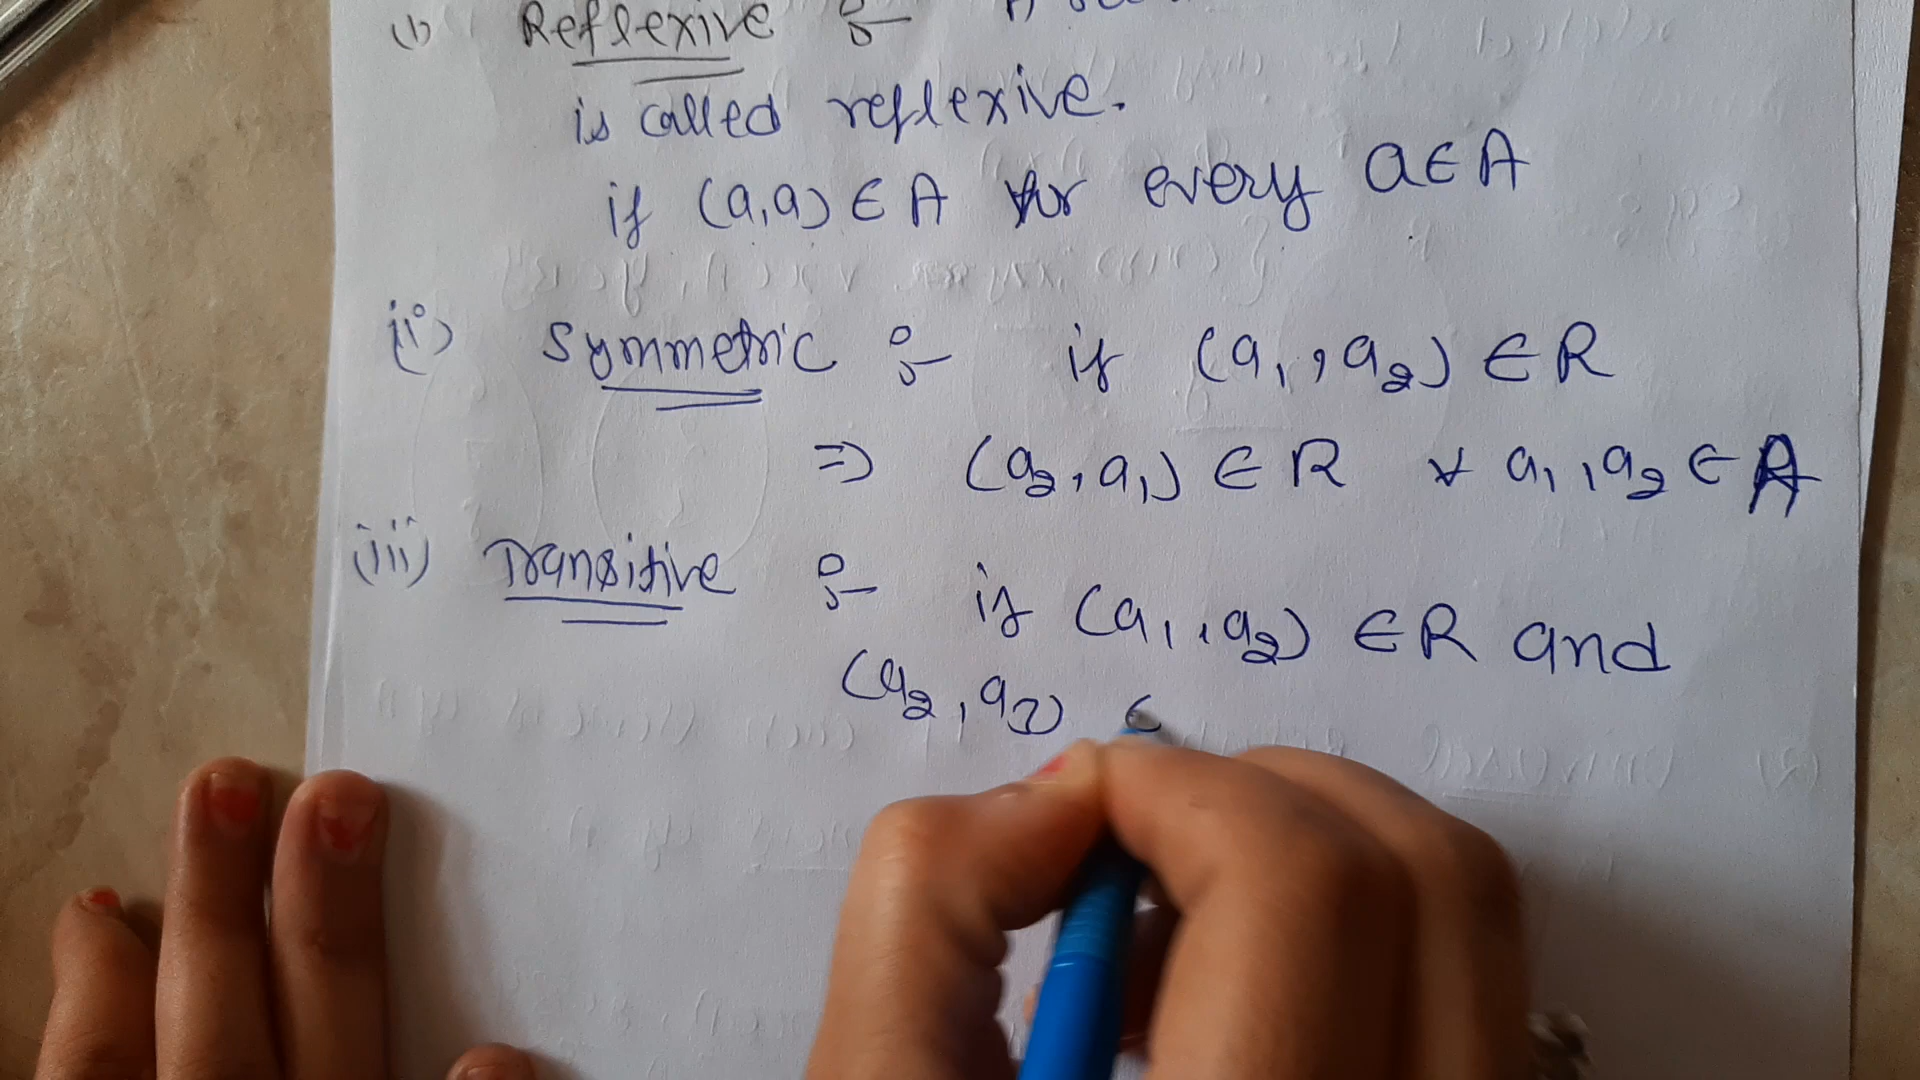 (i) Reflexive :-
is called reflexive.
if (a,a) ∈ A for every a ∈ A
(ii) Symmetric :- if (a₁, a₂) ∈ R
⇒ (a₂, a₁) ∈ R ∀ a₁, a₂ ∈ A
(iii) Transitive :- if (a₁, a₂) ∈ R and
(a₂, a₃)